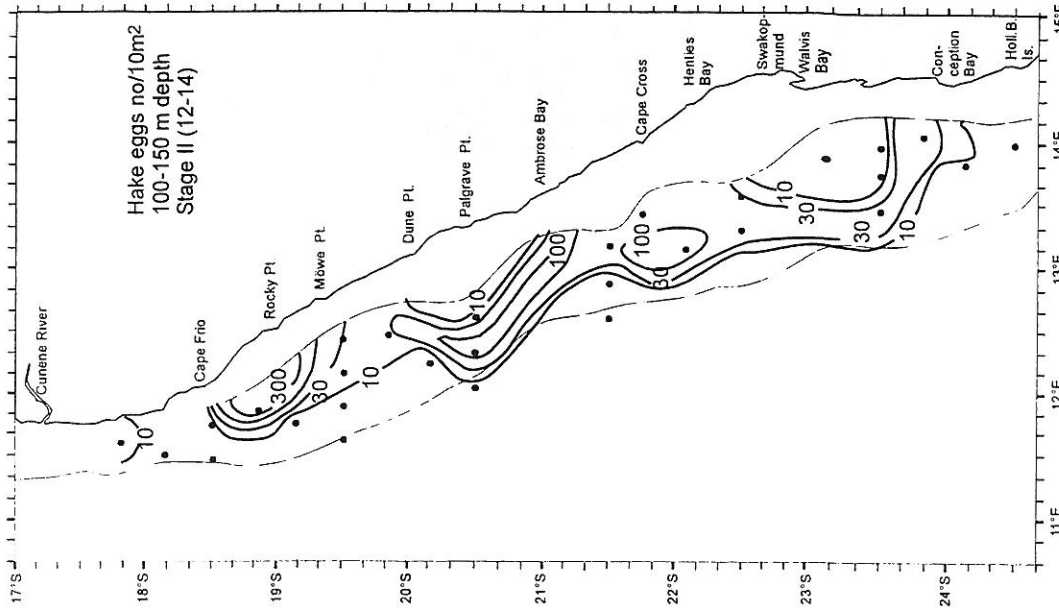 Hake eggs no/10m2
100-150 m depth
Stage II (12-14)
Cunene River
Cape Frio
Rocky Pt
Möwe Pt.
Dune Pt.
Palgrave Pt.
Ambrose Bay
Cape Cross
Henties
Bay
Swakop-
mund
Walvis
Bay
Con-
ception
Bay
Holl.B.
Is.
10
300
30
10
10
100
100
30
10
30
30
10
17°S
18°S
19°S
20°S
21°S
22°S
23°S
24°S
11°E
12°E
13°E
14°E
15°E